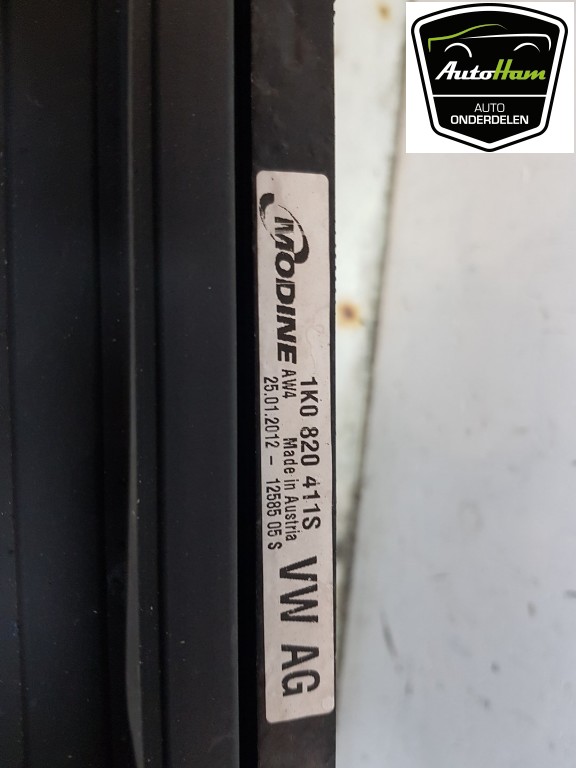 AutoHam
AUTO
ONDERDELEN
MODINE
1K0 820 411S
AW4 Made in Austria
25.01.2012 - 12585 05 S
VW AG